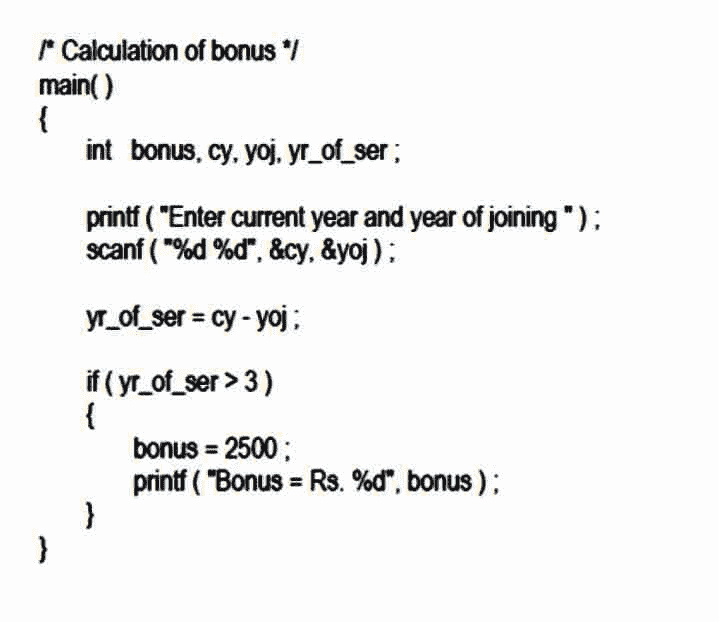 /* Calculation of bonus */
main( )
{
int bonus, cy, yoj, yr_of_ser ;
printf ( "Enter current year and year of joining " ) ;
scanf ( "%d %d", &cy, &yoj ) ;
yr_of_ser = cy - yoj ;
if ( yr_of_ser > 3 )
{
bonus = 2500 ;
printf ( "Bonus = Rs. %d", bonus ) ;
}
}